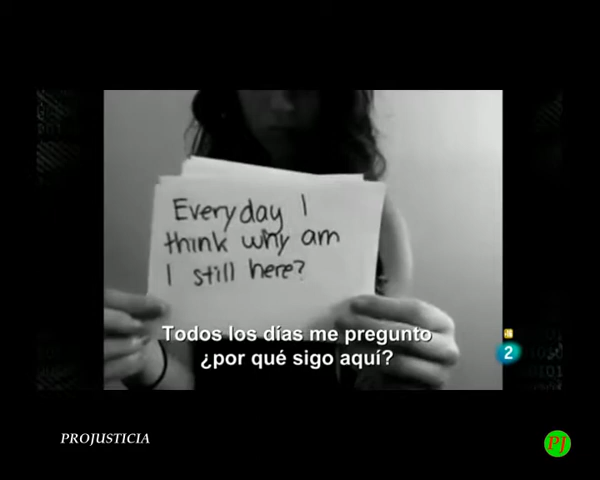 Everyday I
think why am
I still here?
Todos los días me pregunto
¿por qué sigo aquí?
2
PROJUSTICIA
PJ